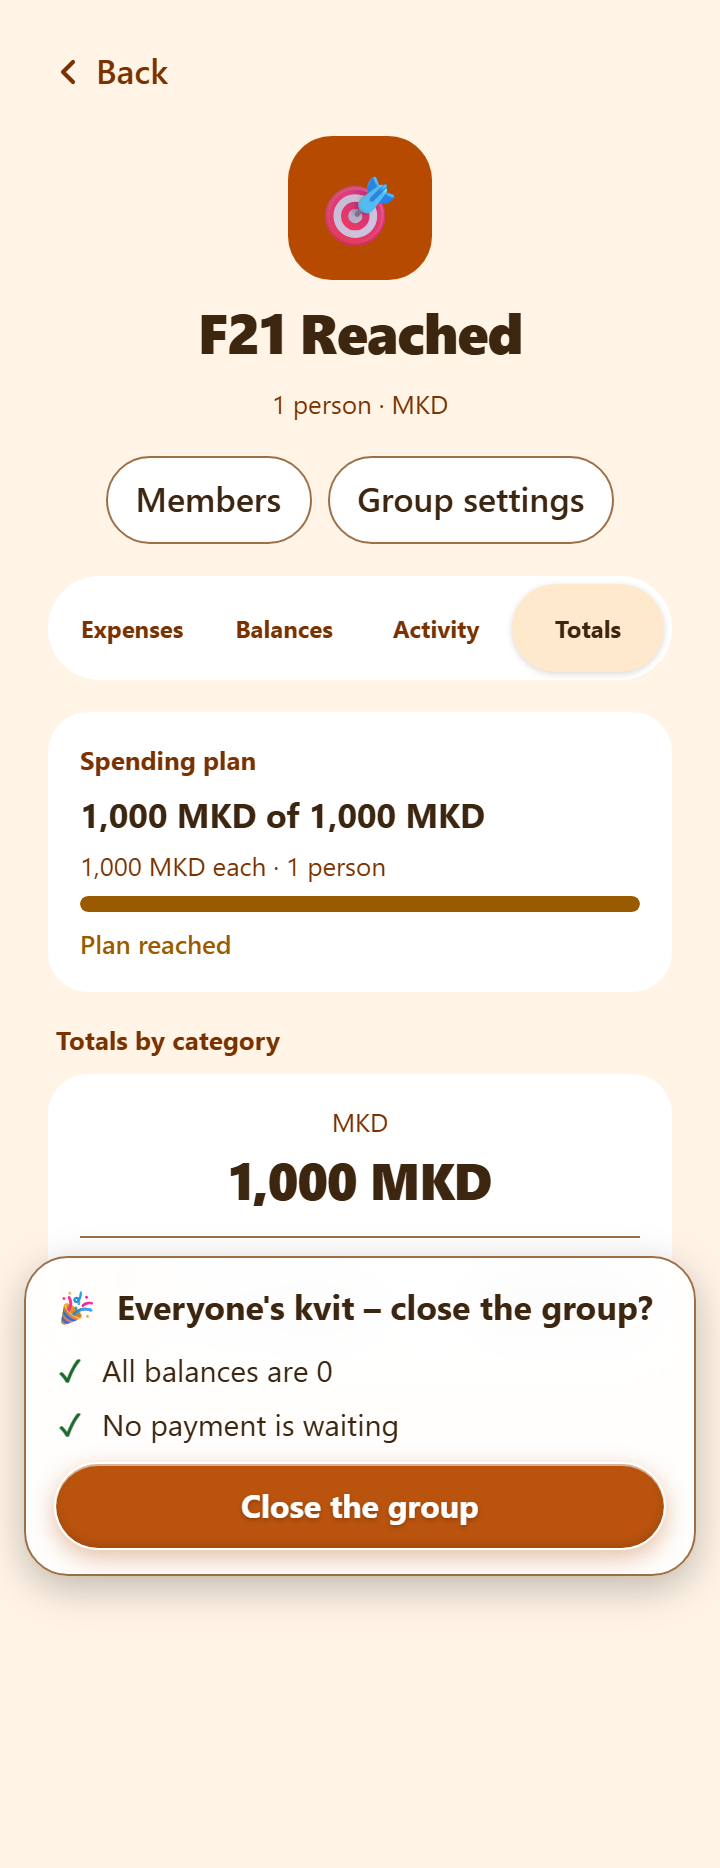 Back
F21 Reached
1 person · MKD
Members
Group settings
Expenses
Balances
Activity
Totals
Spending plan
1,000 MKD of 1,000 MKD
1,000 MKD each · 1 person
Plan reached
Totals by category
MKD
1,000 MKD
Everyone's kvit – close the group?
All balances are 0
No payment is waiting
Close the group